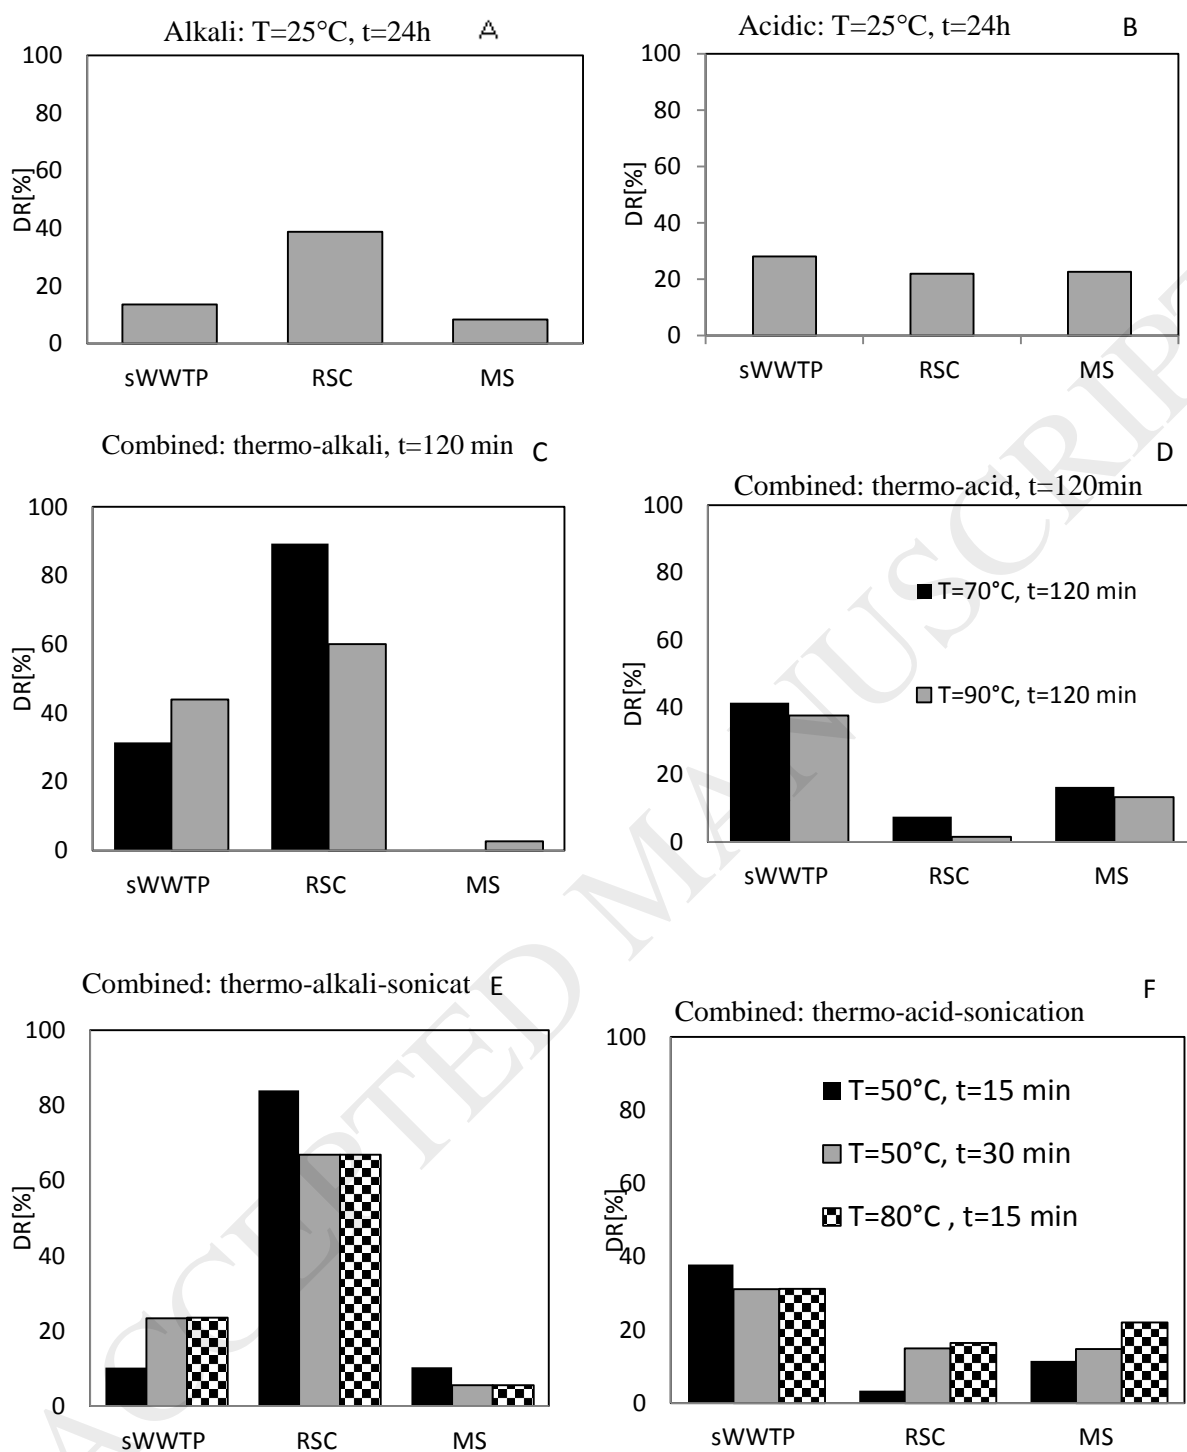 Alkali: T=25°C, t=24h A
100
80
60
40
20
0
DR[%]
sWWTP RSC MS
Acidic: T=25°C, t=24h B
100
80
60
40
20
0
DR[%]
sWWTP RSC MS
Combined: thermo-alkali, t=120 min C
100
80
60
40
20
0
DR[%]
sWWTP RSC MS
D
Combined: thermo-acid, t=120min
100
80
60
40
20
0
DR[%]
T=70°C, t=120 min
T=90°C, t=120 min
sWWTP RSC MS
Combined: thermo-alkali-sonicat E
100
80
60
40
20
0
DR[%]
sWWTP RSC MS
F
Combined: thermo-acid-sonication
100
80
60
40
20
0
DR[%]
T=50°C, t=15 min
T=50°C, t=30 min
T=80°C , t=15 min
sWWTP RSC MS
ACCEPTED MANUSCRIPT